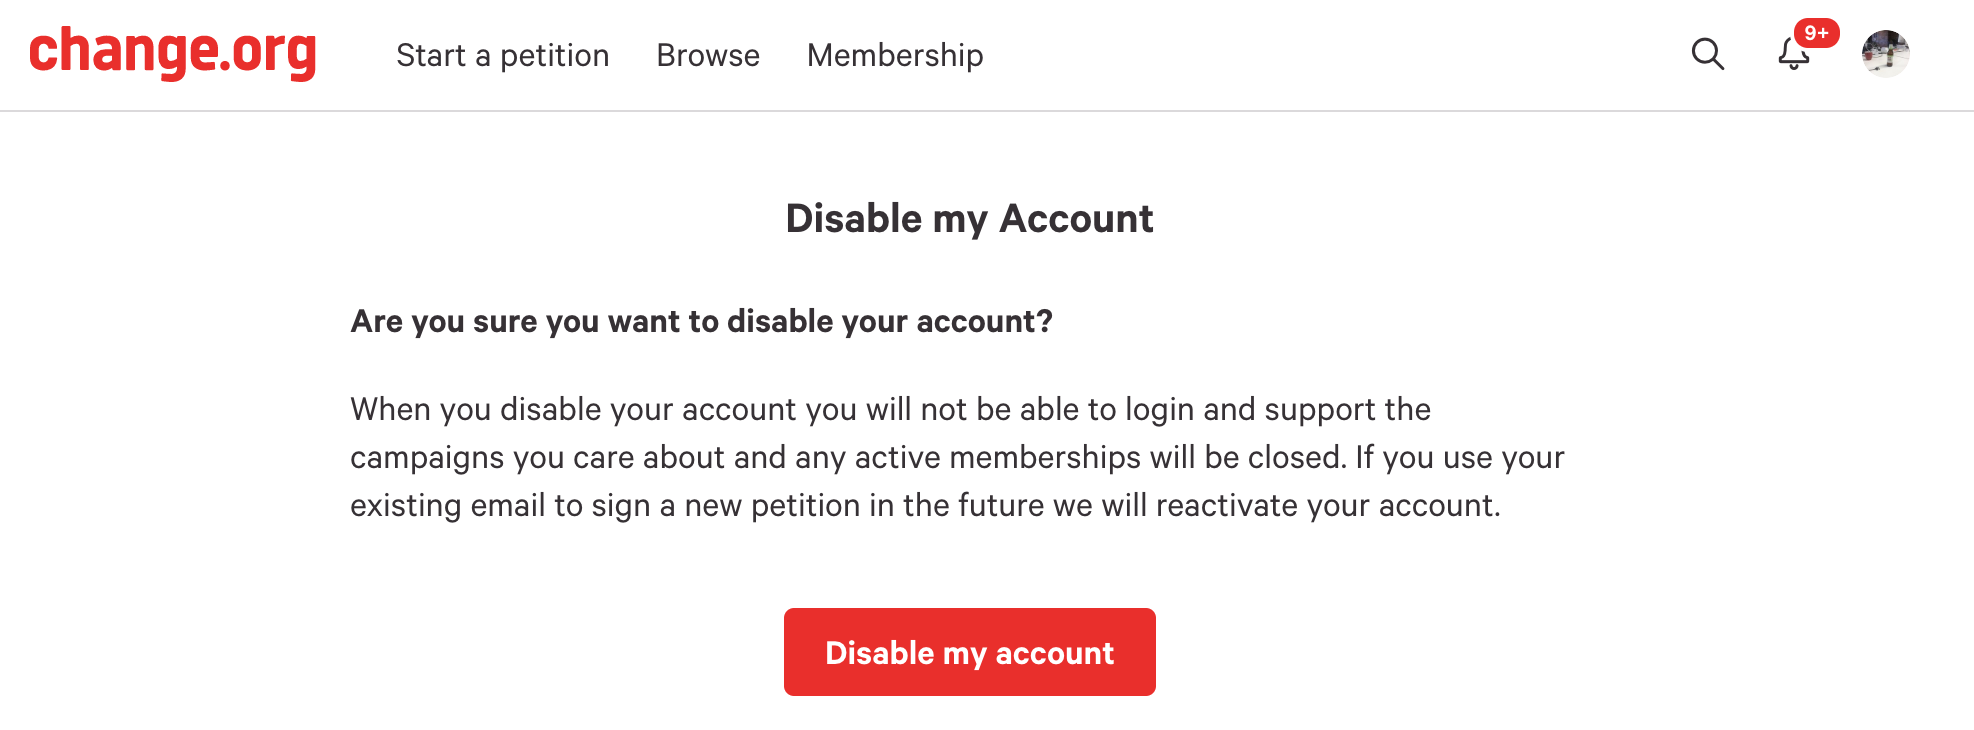 change.org Start a petition Browse Membership 9+
Disable my Account
Are you sure you want to disable your account?
When you disable your account you will not be able to login and support the
campaigns you care about and any active memberships will be closed. If you use your
existing email to sign a new petition in the future we will reactivate your account.
Disable my account